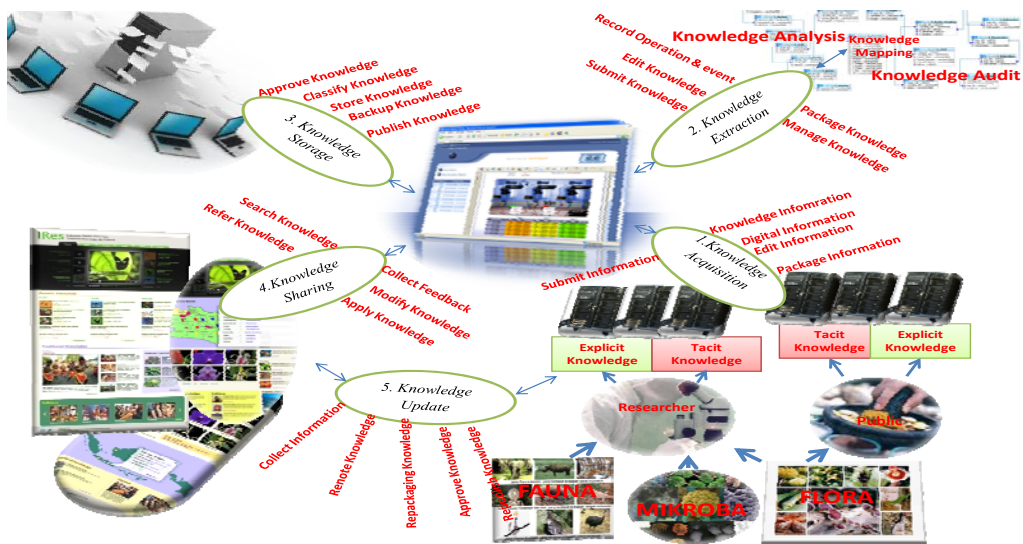 Record Operation & event
Edit Knowledge
Submit Knowledge
Knowledge Analysis
Knowledge
Mapping
Knowledge Audit
2. Knowledge
Extraction
Package Knowledge
Manage Knowledge
Approve Knowledge
Classify Knowledge
Store Knowledge
Backup Knowledge
Publish Knowledge
3. Knowledge
Storage
Knowledge Infomration
Digital Information
Edit Information
Package Information
Submit Information
1.Knowledge
Acquisition
Search Knowledge
Refer Knowledge
4.Knowledge
Sharing
Collect Feedback
Modify Knowledge
Apply Knowledge
IRes
Explicit
Knowledge
Tacit
Knowledge
Tacit
Knowledge
Explicit
Knowledge
5. Knowledge
Update
Collect Information
Renote Knowledge
Repackaging Knowledge
Approve Knowledge
Knowledge
Researcher
Public
FAUNA
MIKROBA
FLORA